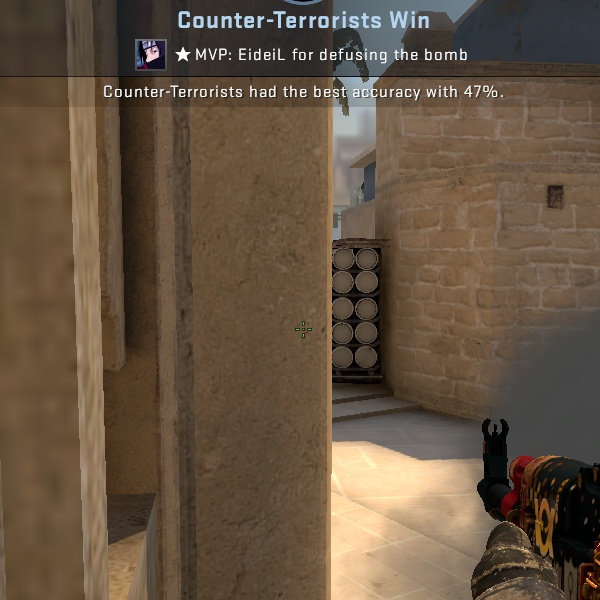 Counter-Terrorists Win
★ MVP: EideiL for defusing the bomb
Counter-Terrorists had the best accuracy with 47%.